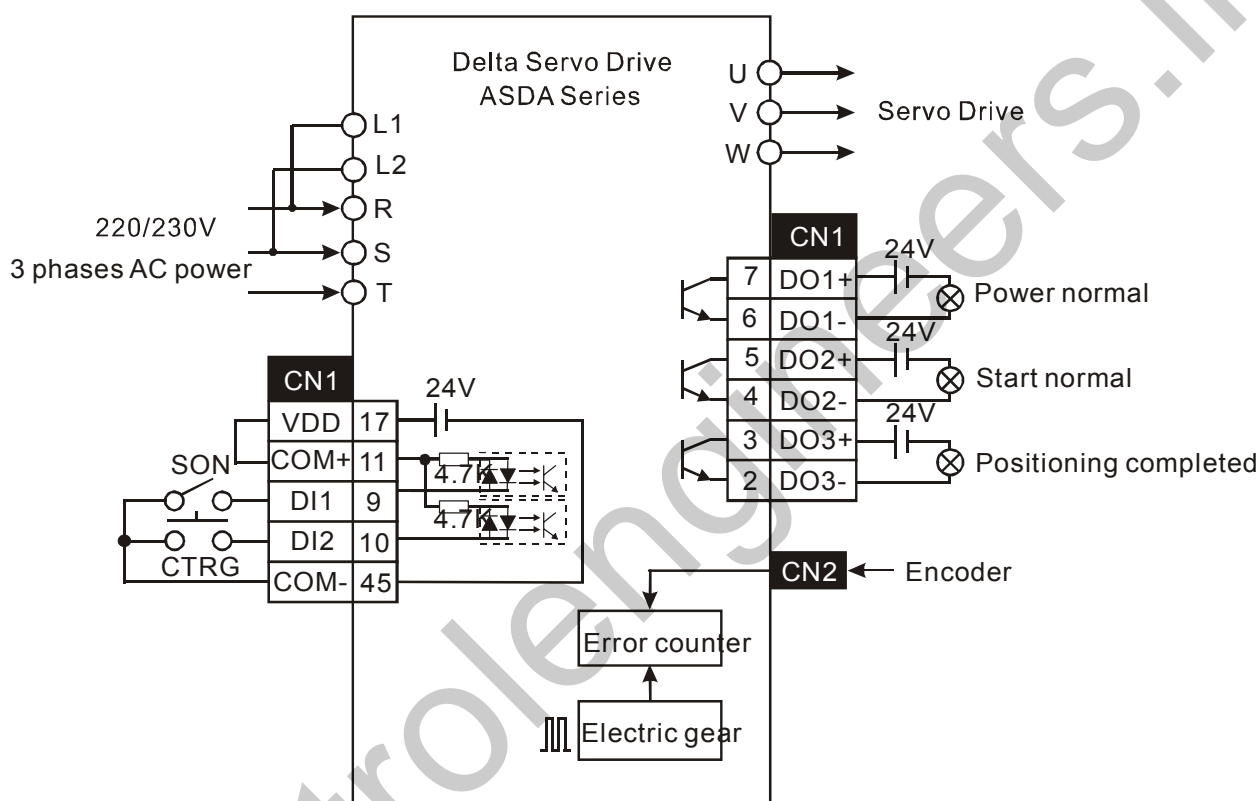 Delta Servo Drive
ASDA Series
L1
L2
R
S
T
220/230V
3 phases AC power
U
V
W
Servo Drive
CN1
VDD 17
COM+ 11
DI1 9
DI2 10
COM- 45
24V
4.7K
4.7K
SON
CTRG
CN1
7 DO1+
6 DO1-
5 DO2+
4 DO2-
3 DO3+
2 DO3-
24V
Power normal
24V
Start normal
24V
Positioning completed
CN2
Encoder
Error counter
Electric gear
trolengineers.ir